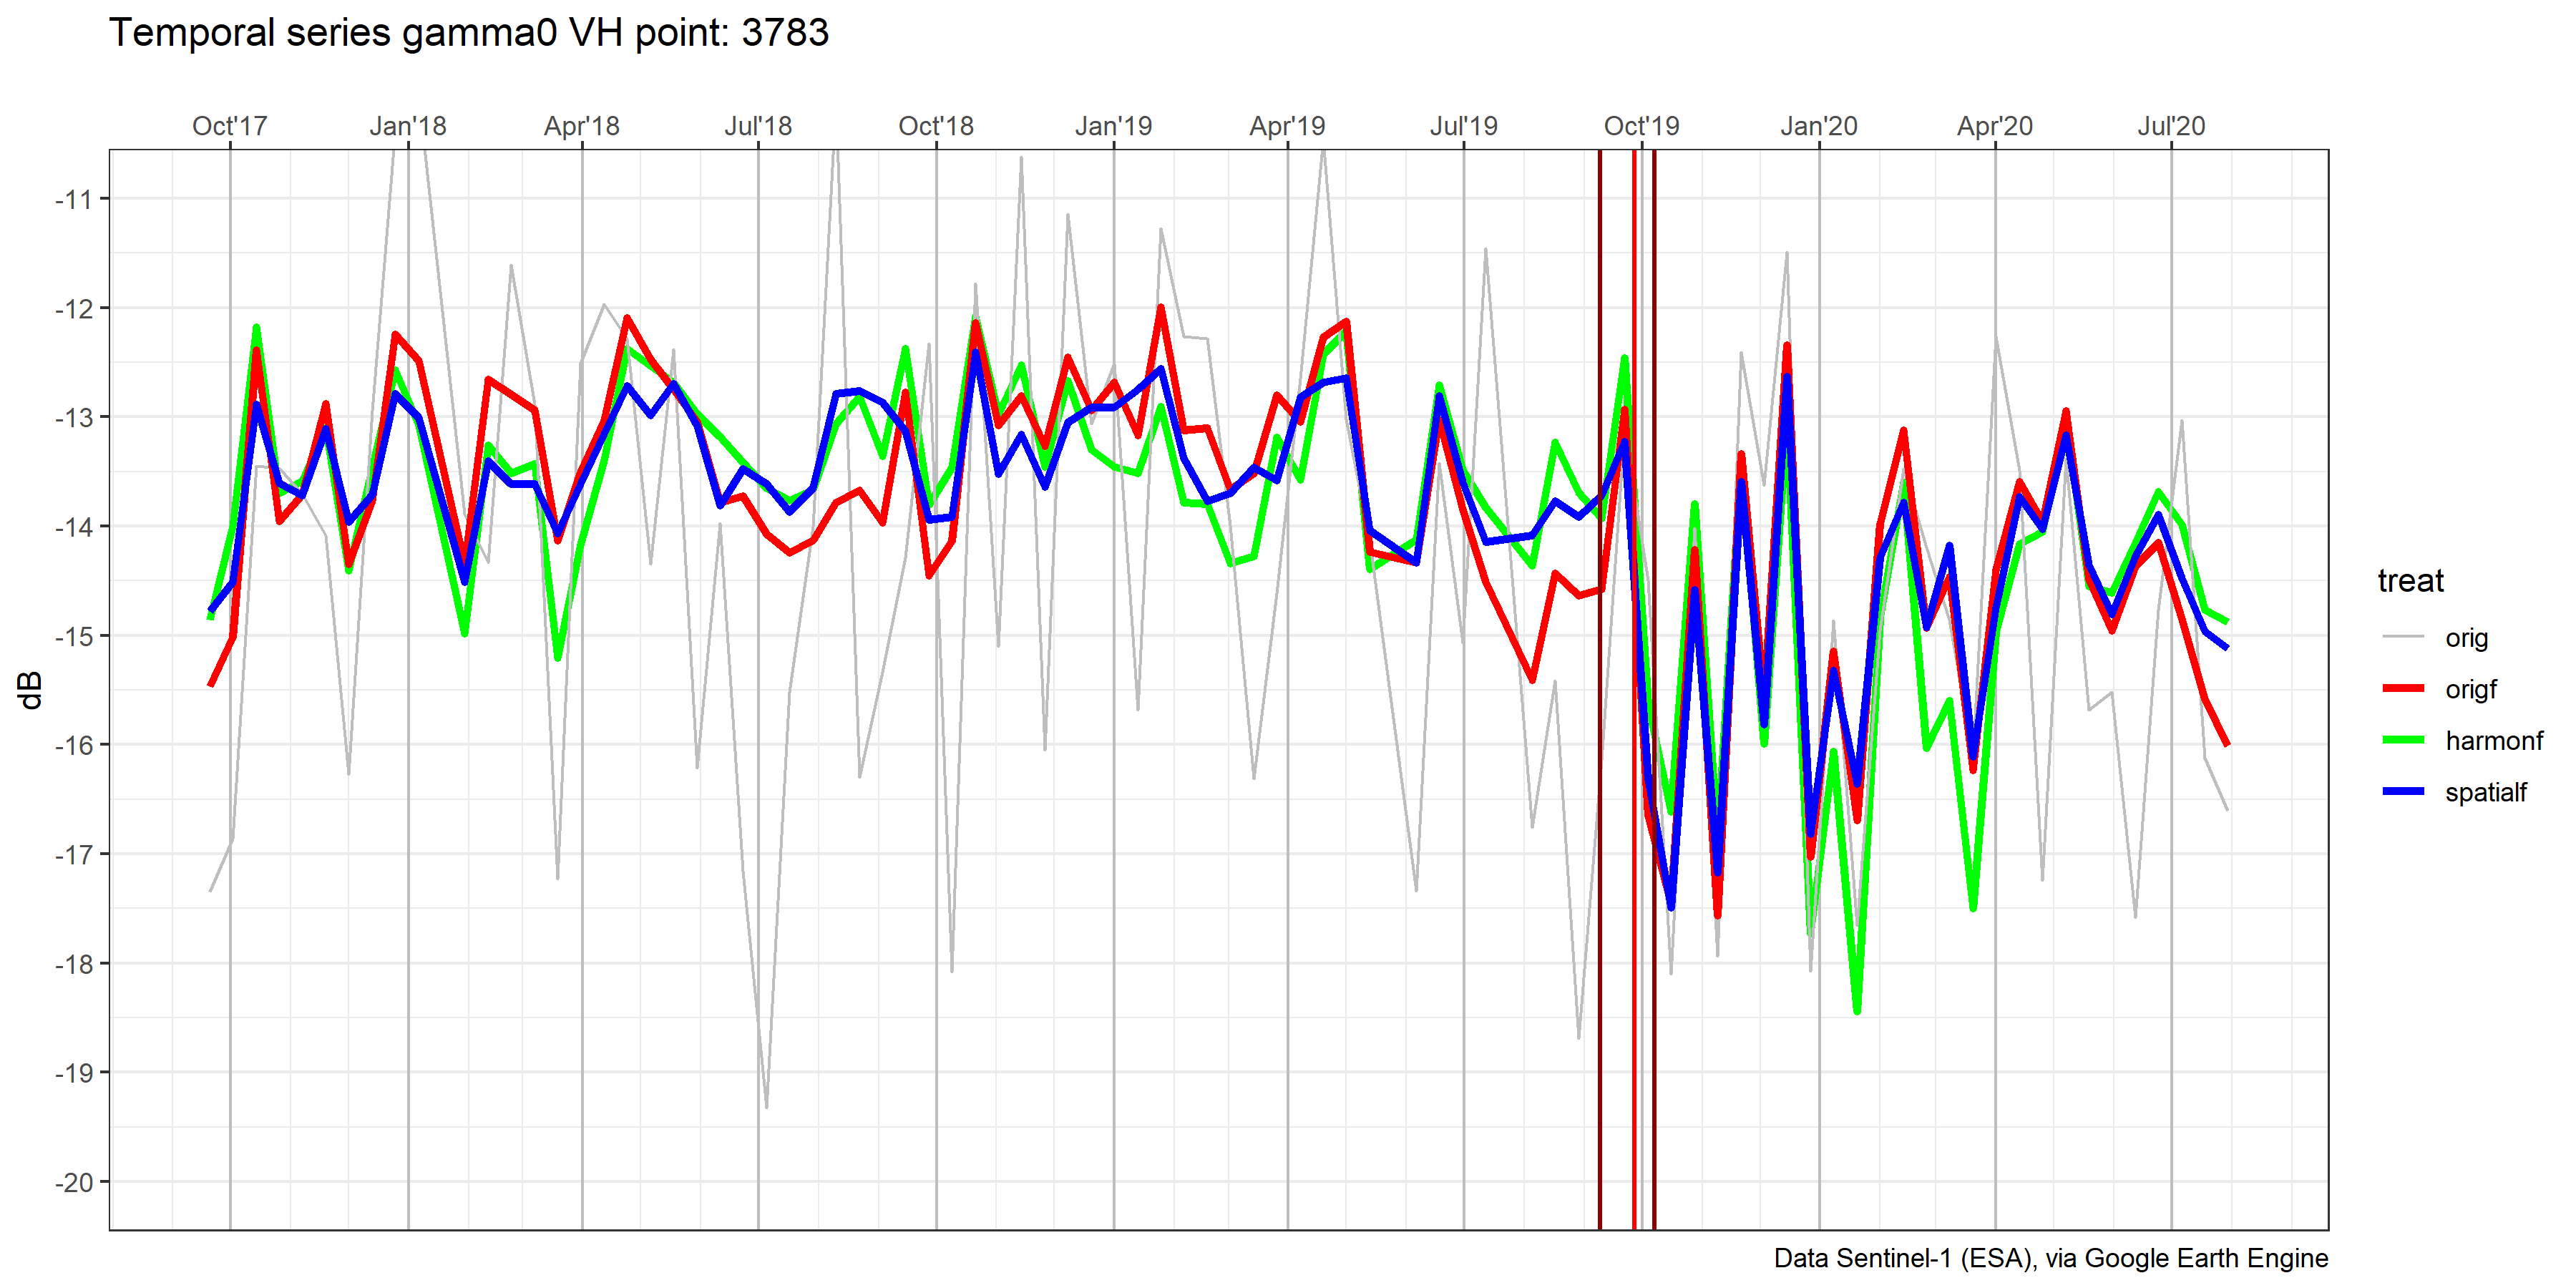 Temporal series gamma0 VH point: 3783
Oct'17 Jan'18 Apr'18 Jul'18 Oct'18 Jan'19 Apr'19 Jul'19 Oct'19 Jan'20 Apr'20 Jul'20
-11
-12
-13
-14
-15
-16
-17
-18
-19
-20
dB
treat
orig
origf
harmonf
spatialf
Data Sentinel-1 (ESA), via Google Earth Engine